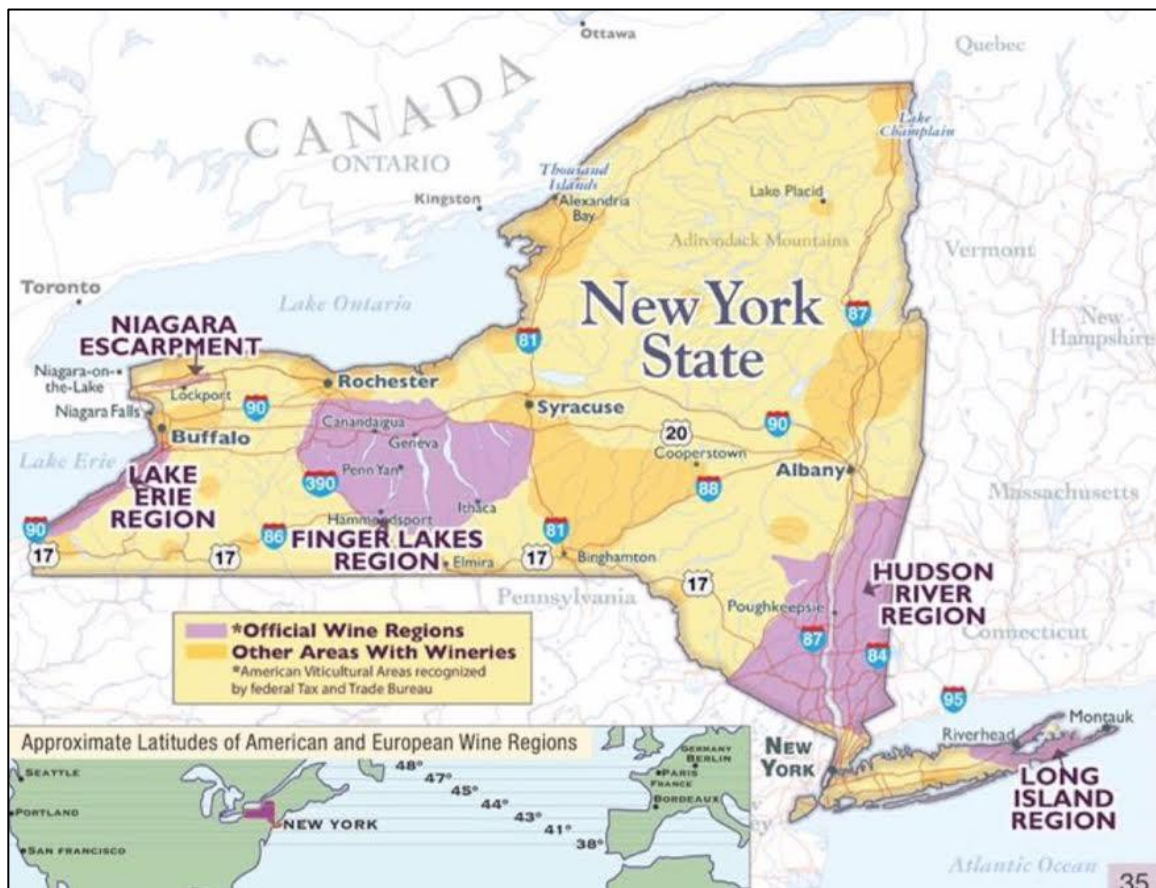 Ottawa
Quebec
CANADA
ONTARIO
Lake
Champlain
Thousand
Islands
Kingston
Alexandria
Bay
Lake Placid
Adirondack Mountains
Vermont
Toronto
Lake Ontario
New York
State
87
New
Hampshire
81
NIAGARA
ESCARPMENT
Niagara-on-
the-Lake
Lockport
Rochester
90
Niagara Falls
Syracuse
90
Buffalo
Canandaigua
Geneva
20
Cooperstown
Lake Erie
Penn Yan
Albany
LAKE
ERIE
REGION
390
Ithaca
88
Massachusetts
90
Hammondsport
86
81
17
17
FINGER LAKES
REGION
Elmira
17
Binghamton
17
HUDSON
RIVER
REGION
Pennsylvania
Poughkeepsie
Connecticut
*Official Wine Regions
Other Areas With Wineries
*American Viticultural Areas recognized
by federal Tax and Trade Bureau
87
84
95
Montauk
Riverhead
NEW
YORK
LONG
ISLAND
REGION
Atlantic Ocean
35
Approximate Latitudes of American and European Wine Regions
SEATTLE
PORTLAND
SAN FRANCISCO
NEW YORK
48°
47°
45°
44°
43°
41°
38°
GERMANY
BERLIN
PARIS
FRANCE
BORDEAUX